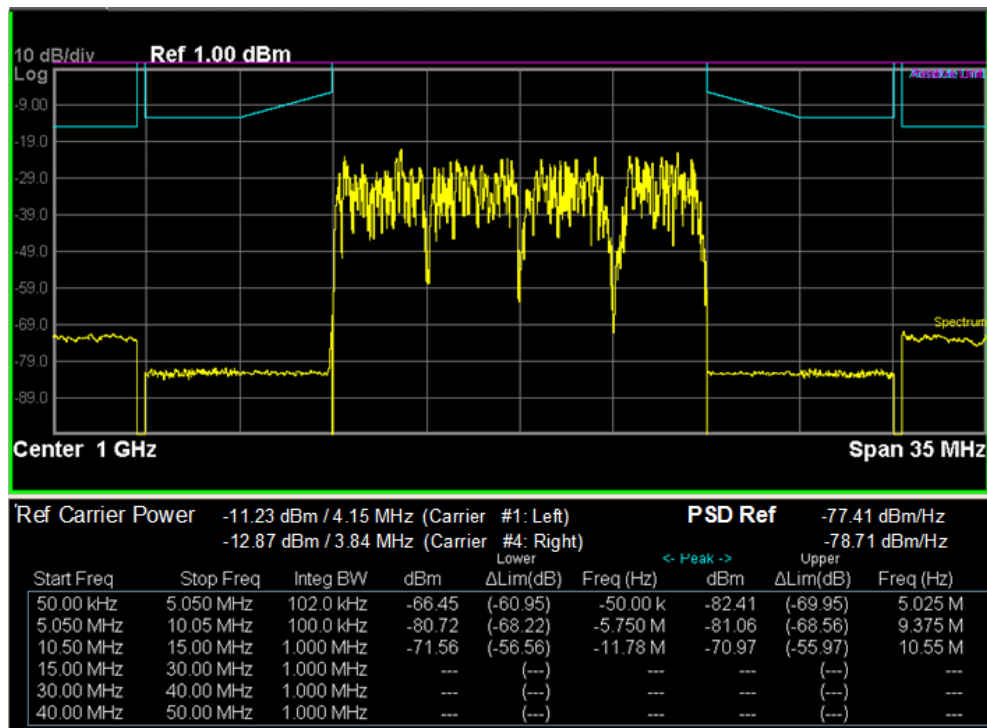 10 dB/div Ref 1.00 dBm
Log
Absolute Limit
-9.00
-19.0
-29.0
-39.0
-49.0
-59.0
-69.0
Spectrum
-79.0
-89.0
Center 1 GHz Span 35 MHz
Ref Carrier Power -11.23 dBm / 4.15 MHz (Carrier #1: Left) PSD Ref -77.41 dBm/Hz
-12.87 dBm / 3.84 MHz (Carrier #4: Right) -78.71 dBm/Hz
Lower <- Peak -> Upper
Start Freq Stop Freq Integ BW dBm ΔLim(dB) Freq (Hz) dBm ΔLim(dB) Freq (Hz)
50.00 kHz 5.050 MHz 102.0 kHz -66.45 (-60.95) -50.00 k -82.41 (-69.95) 5.025 M
5.050 MHz 10.05 MHz 100.0 kHz -80.72 (-68.22) -5.750 M -81.06 (-68.56) 9.375 M
10.50 MHz 15.00 MHz 1.000 MHz -71.56 (-56.56) -11.78 M -70.97 (-55.97) 10.55 M
15.00 MHz 30.00 MHz 1.000 MHz --- (---) --- --- (---) ---
30.00 MHz 40.00 MHz 1.000 MHz --- (---) --- --- (---) ---
40.00 MHz 50.00 MHz 1.000 MHz --- (---) --- --- (---) ---